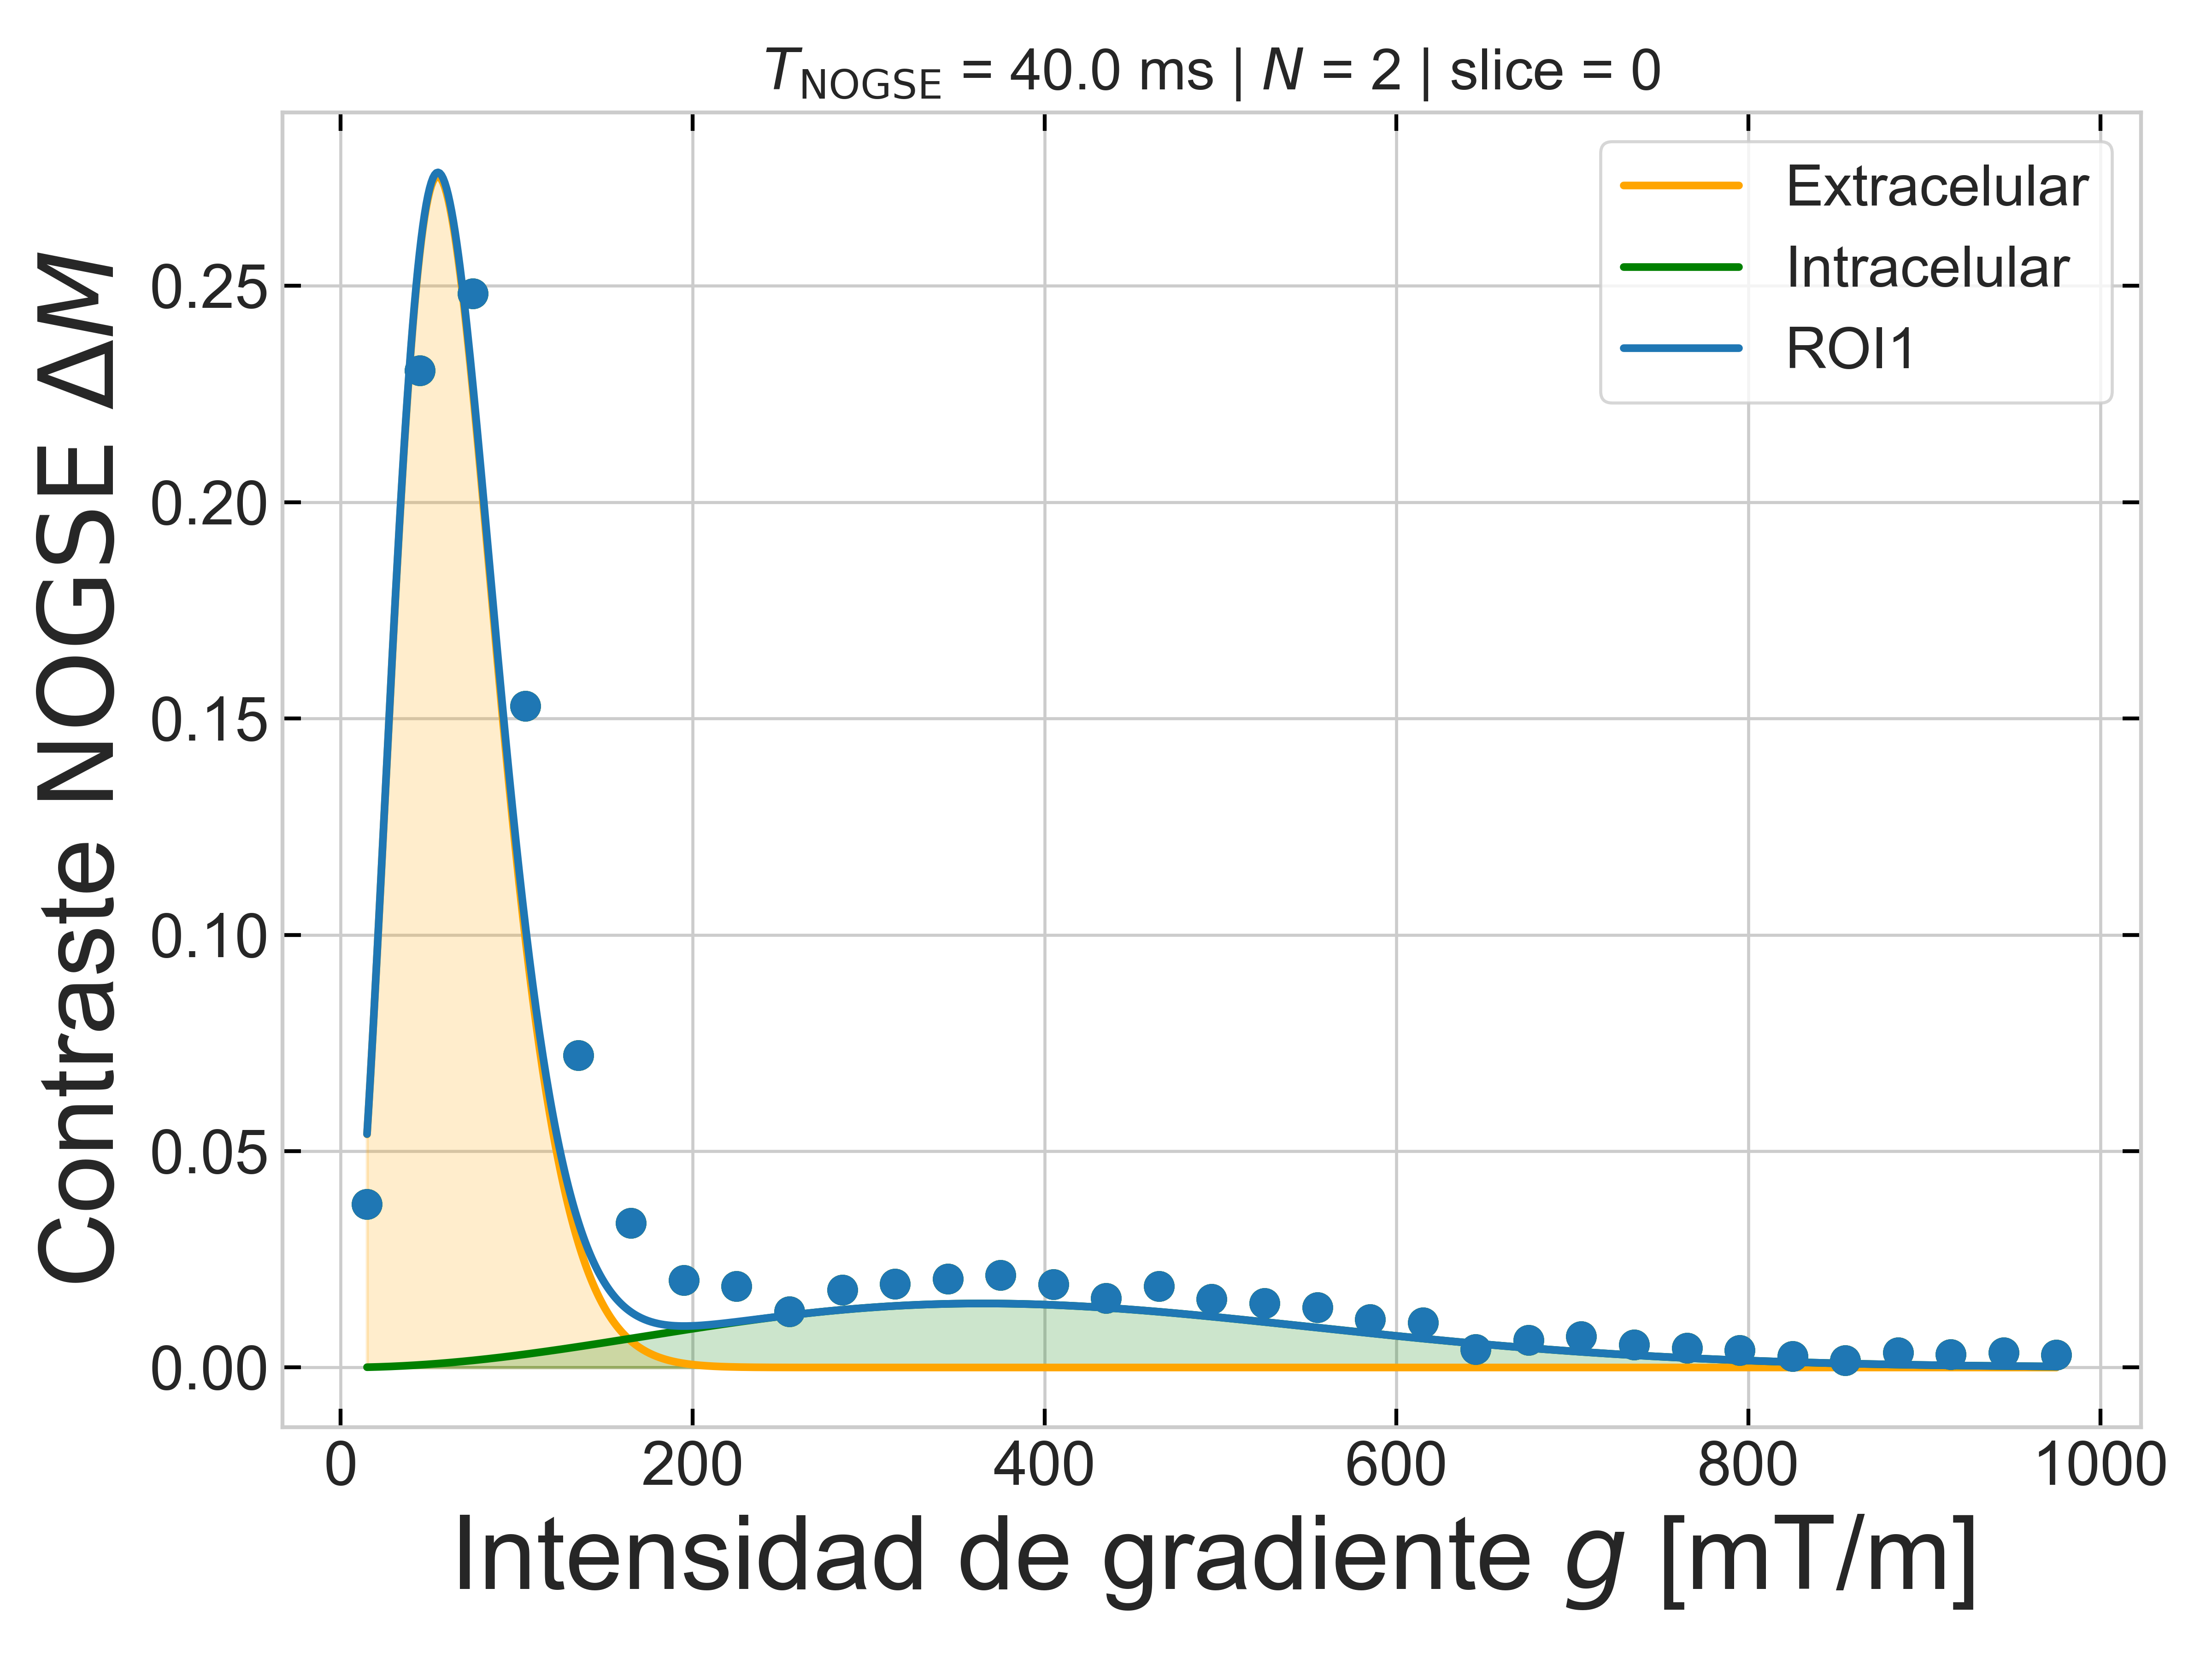 T_NOGSE = 40.0 ms | N = 2 | slice = 0
Extracelular
Intracelular
ROI1
Contraste NOGSE ΔM
0.25
0.20
0.15
0.10
0.05
0.00
0 200 400 600 800 1000
Intensidad de gradiente g [mT/m]